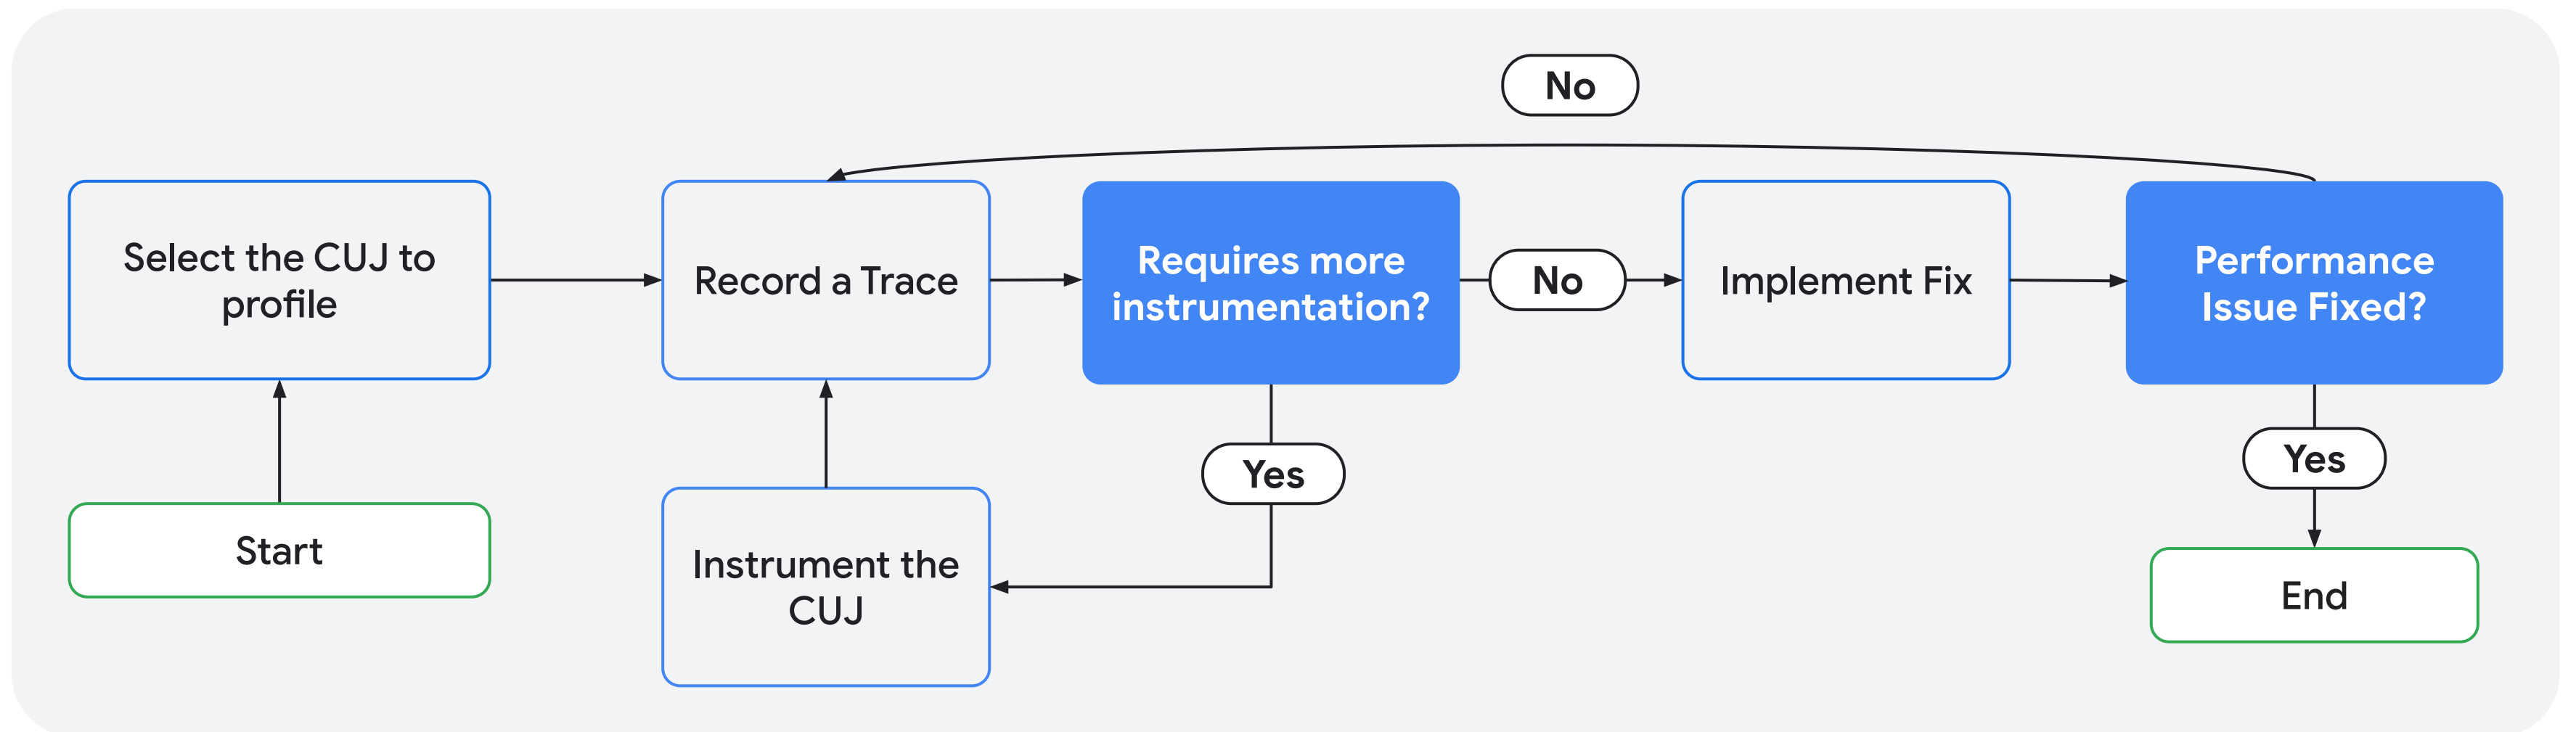 No
Select the CUJ to
profile
Record a Trace
Requires more
instrumentation?
No
Implement Fix
Performance
Issue Fixed?
Yes
Yes
Start
Instrument the
CUJ
End